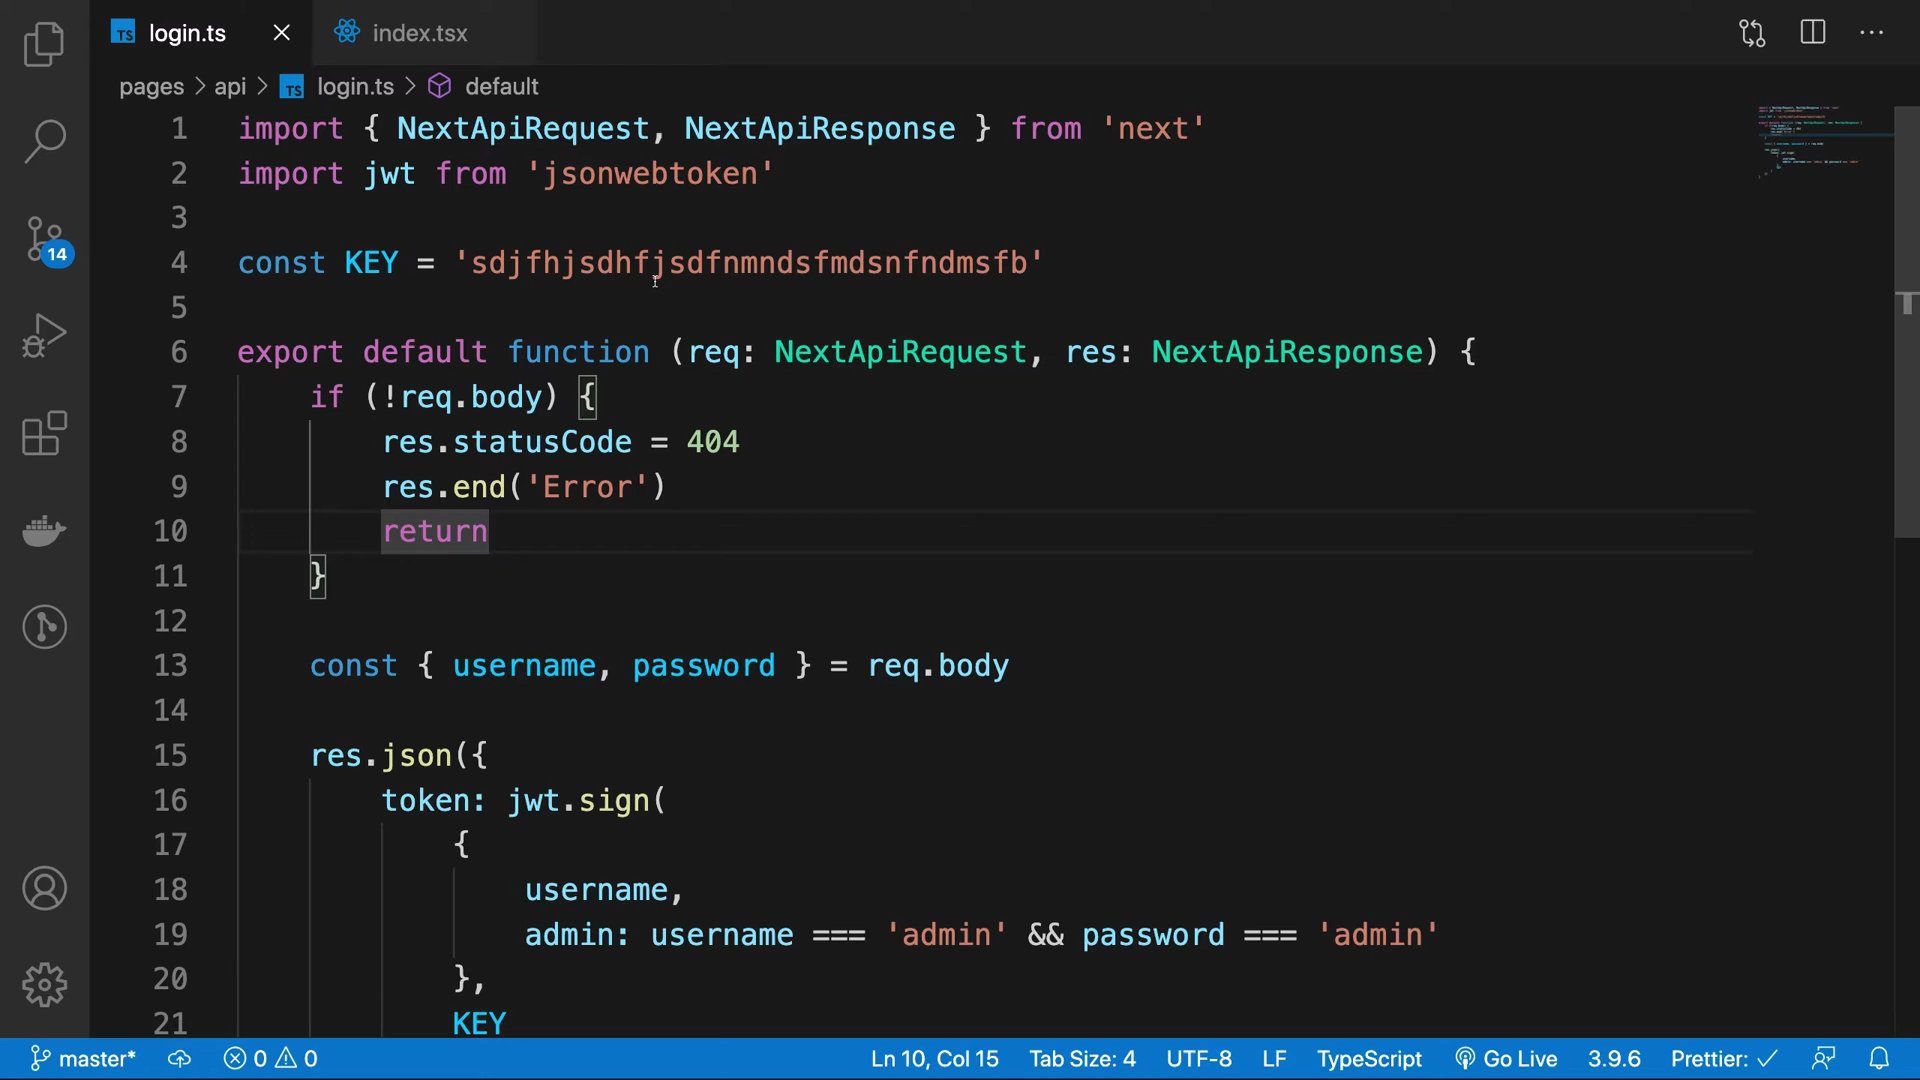 TS login.ts
index.tsx
pages > api > TS login.ts > default
1 import { NextApiRequest, NextApiResponse } from 'next'
2 import jwt from 'jsonwebtoken'
3
4 const KEY = 'sdjfhjsdhfjsdfnmndsfmdsnfndmsfb'
5
6 export default function (req: NextApiRequest, res: NextApiResponse) {
7 if (!req.body) {
8 res.statusCode = 404
9 res.end('Error')
10 return
11 }
12
13 const { username, password } = req.body
14
15 res.json({
16 token: jwt.sign(
17 {
18 username,
19 admin: username === 'admin' && password === 'admin'
20 },
21 KEY
14
master* 0 0 Ln 10, Col 15 Tab Size: 4 UTF-8 LF TypeScript Go Live 3.9.6 Prettier: ✓